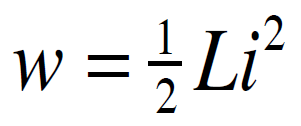 w = 1/2 Li²